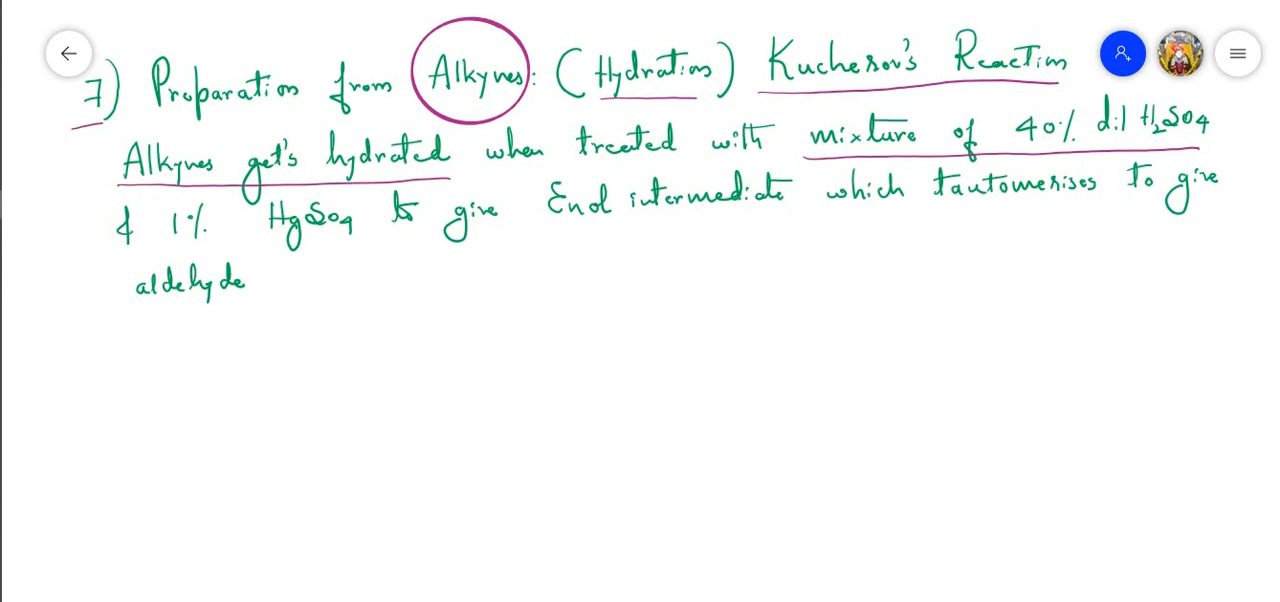 7) Preparation from Alkynes: (Hydration) Kucherov's Reaction
Alkynes get's hydrated when treated with mixture of 40% dil H2SO4
& 1% HgSO4 to give Enol intermediate which tautomerises to give
aldehyde